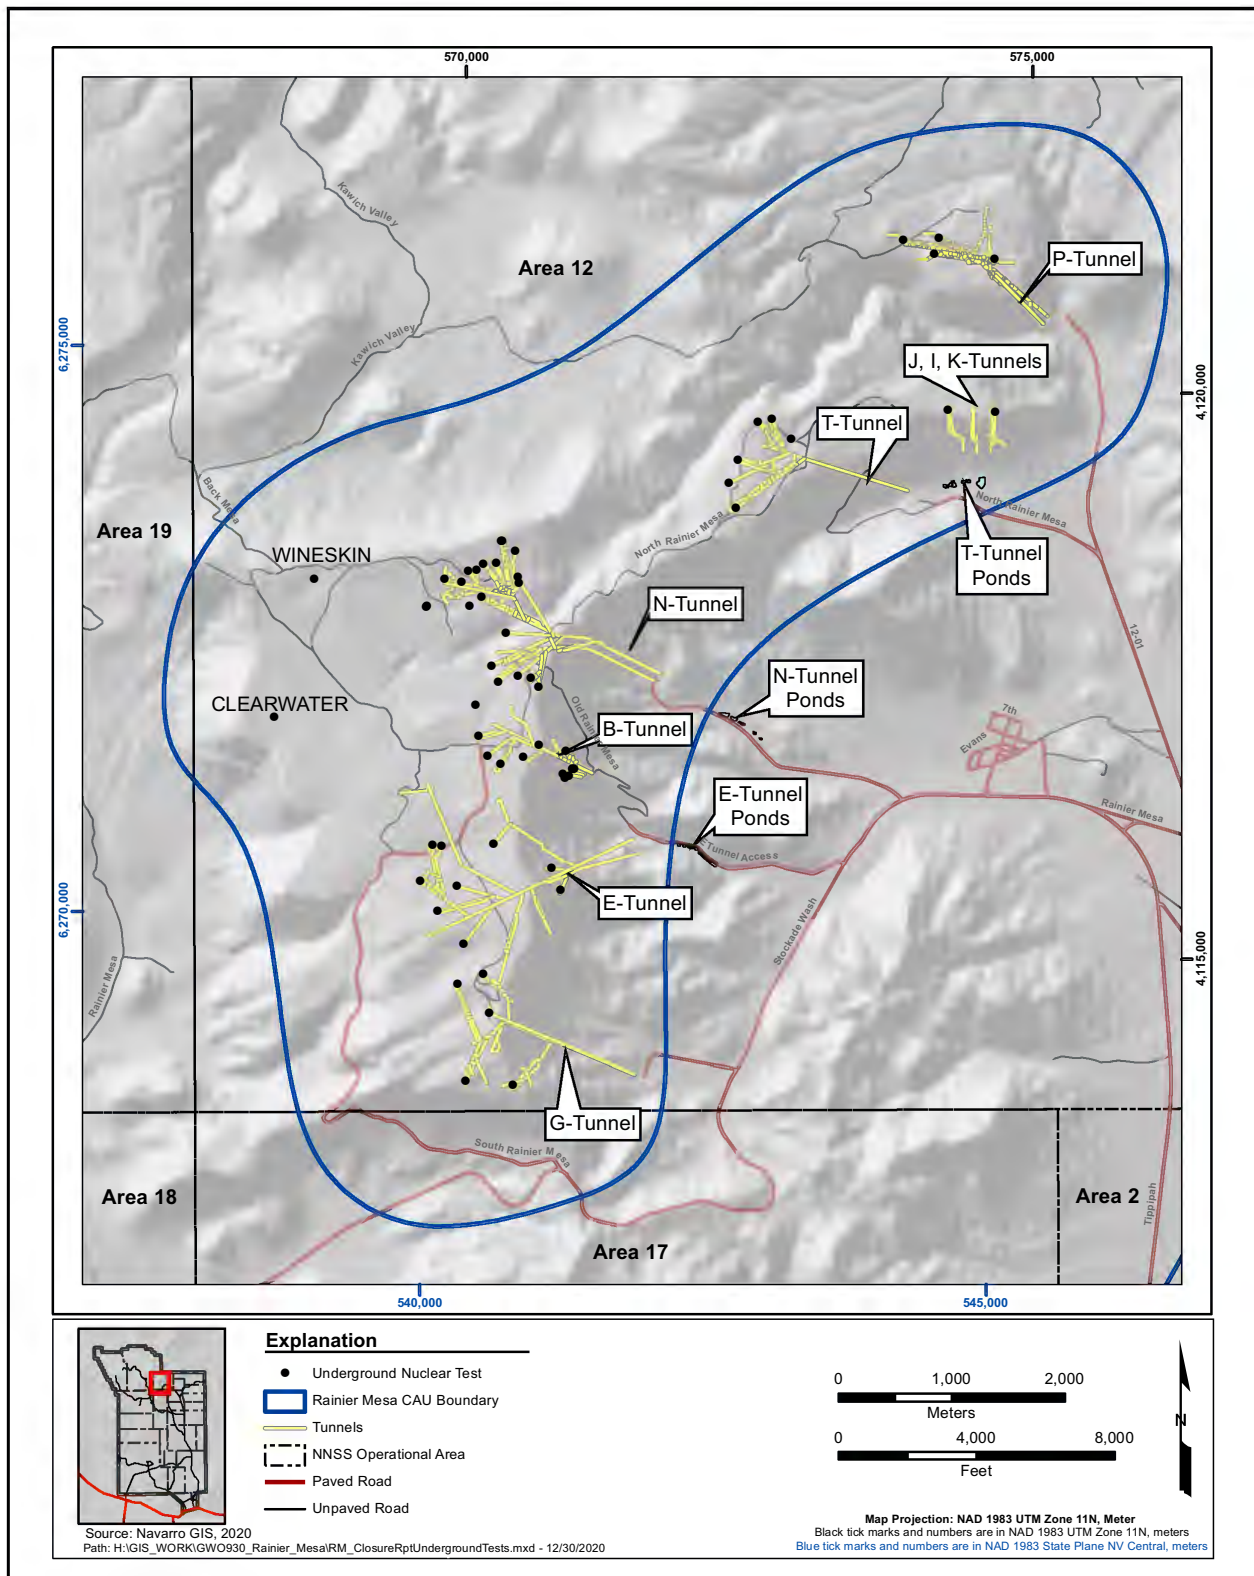 570,000
575,000
Kawich Valley
Area 12
P-Tunnel
Kawich Valley
6,275,000
J, I, K-Tunnels
4,120,000
T-Tunnel
Back Mesa
North Rainier Mesa
Area 19
North Rainier Mesa
WINESKIN
T-Tunnel
Ponds
N-Tunnel
12-01
N-Tunnel
Ponds
CLEARWATER
Old Rainier Mesa
7th
B-Tunnel
Evans
E-Tunnel
Ponds
Rainier Mesa
E Tunnel Access
E-Tunnel
6,270,000
Stockade Wash
4,115,000
Rainier Mesa
G-Tunnel
South Rainier Mesa
Area 18
Area 2
Tippipah
Area 17
540,000
545,000
Explanation
Underground Nuclear Test
Rainier Mesa CAU Boundary
Tunnels
NNSS Operational Area
Paved Road
Unpaved Road
0 1,000 2,000
Meters
0 4,000 8,000
Feet
N
Source: Navarro GIS, 2020
Path: H:\GIS_WORK\GWO930_Rainier_Mesa\RM_ClosureRptUndergroundTests.mxd - 12/30/2020
Map Projection: NAD 1983 UTM Zone 11N, Meter
Black tick marks and numbers are in NAD 1983 UTM Zone 11N, meters
Blue tick marks and numbers are in NAD 1983 State Plane NV Central, meters